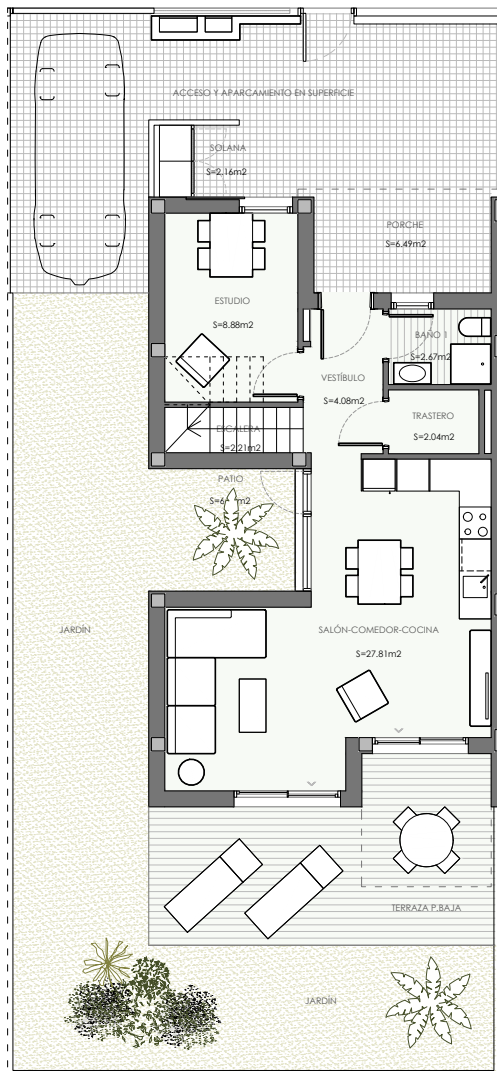 ACCESO Y APARCAMIENTO EN SUPERFICIE
SOLANA
S=2.16m2
PORCHE
S=6.49m2
ESTUDIO
S=8.88m2
BAÑO 1
S=2.67m2
VESTÍBULO
S=4.08m2
TRASTERO
S=2.04m2
ESCALERA
S=2.21m2
PATIO
JARDÍN
SALÓN-COMEDOR-COCINA
S=27.81m2
TERRAZA P.BAJA
JARDÍN